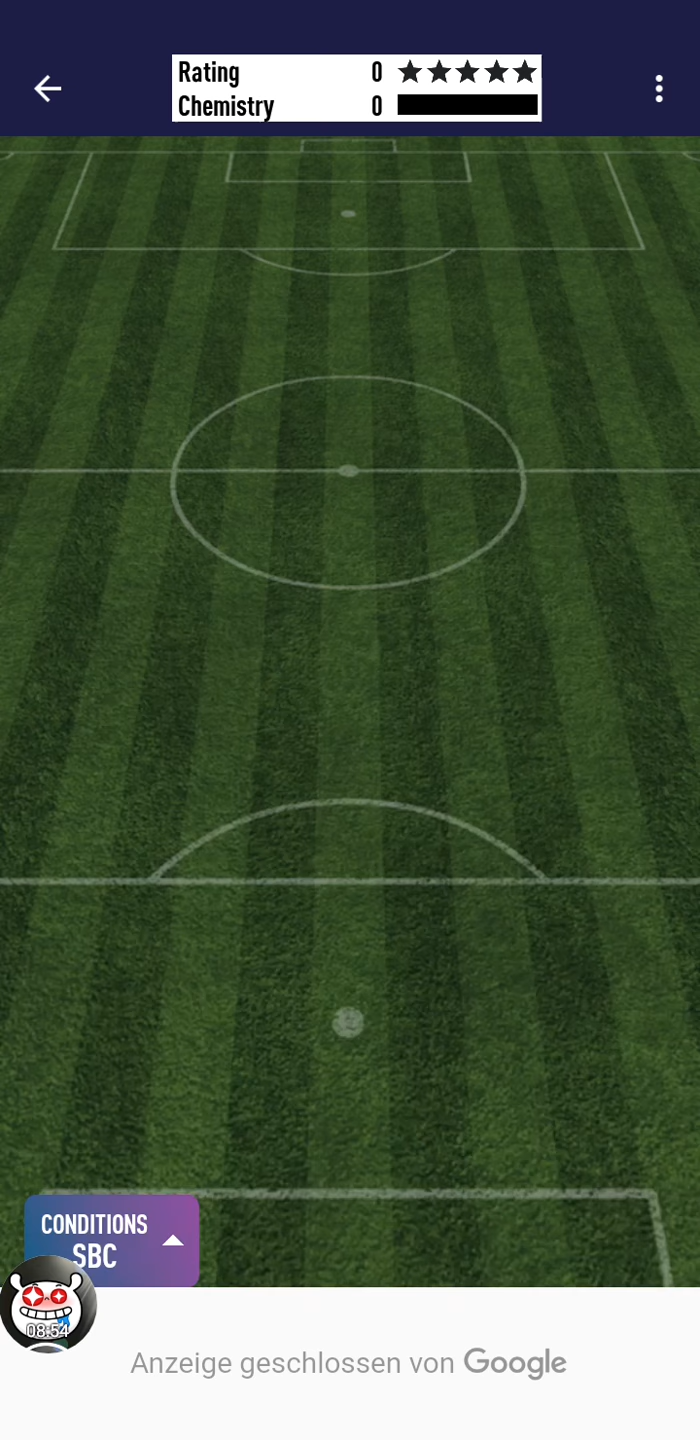 Rating 0
Chemistry 0
CONDITIONS
SBC
08:54
Anzeige geschlossen von Google